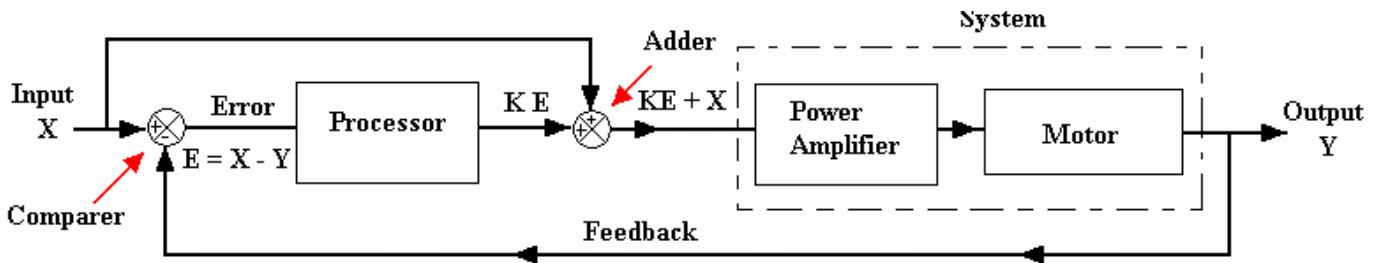 System
Adder
Input
X
Error
Processor
K E
KE + X
Power
Amplifier
Motor
Output
Y
E = X - Y
Comparer
Feedback
+
-
+
+